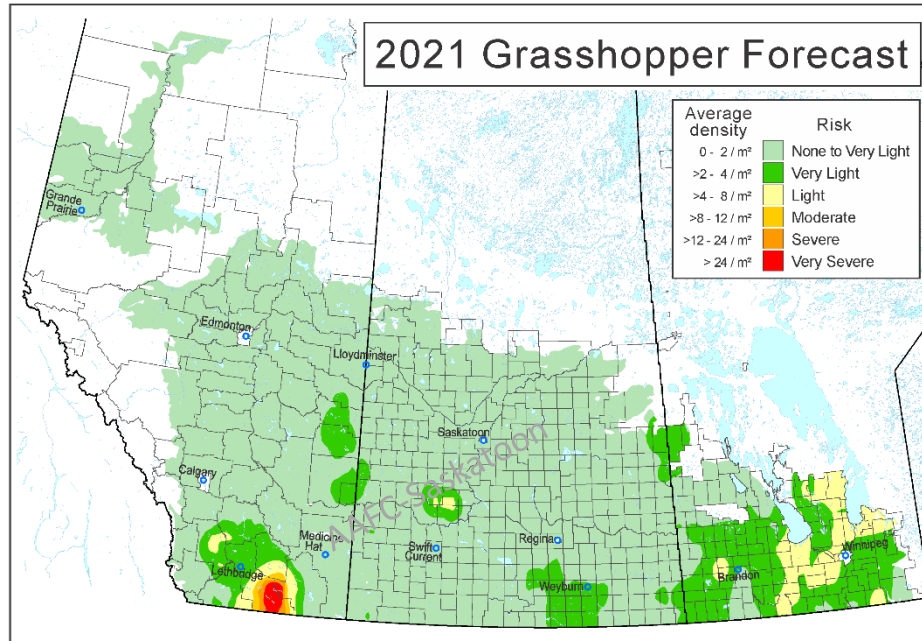 2021 Grasshopper Forecast
Average
density
Risk
0 - 2 / m² None to Very Light
>2 - 4 / m² Very Light
>4 - 8 / m² Light
>8 - 12 / m² Moderate
>12 - 24 / m² Severe
> 24 / m² Very Severe
Grande
Prairie
Edmonton
Lloydminster
Saskatoon
Calgary
AAFC Saskatoon
Medicine
Hat
Swift
Current
Regina
Winnipeg
Lethbridge
Weyburn
Brandon